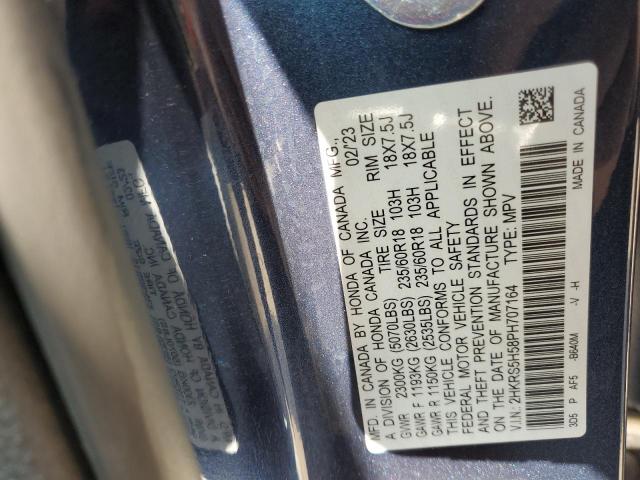 MFD. IN CANADA BY HONDA OF CANADA MFG.,
A DIVISION OF HONDA CANADA INC. 02/'23
GVWR 2300KG (5070LBS) TIRE SIZE RIM SIZE
GAWR F 1193KG (2630LBS) 235/60R18 103H 18X7.5J
GAWR R 1150KG (2535LBS) 235/60R18 103H 18X7.5J
THIS VEHICLE CONFORMS TO ALL APPLICABLE
FEDERAL MOTOR VEHICLE SAFETY
AND THEFT PREVENTION STANDARDS IN EFFECT
ON THE DATE OF MANUFACTURE SHOWN ABOVE.
V.I.N: 2HKRS5H58PH707164 TYPE: MPV
3D5 P AF5 -B640M -V -H MADE IN CANADA